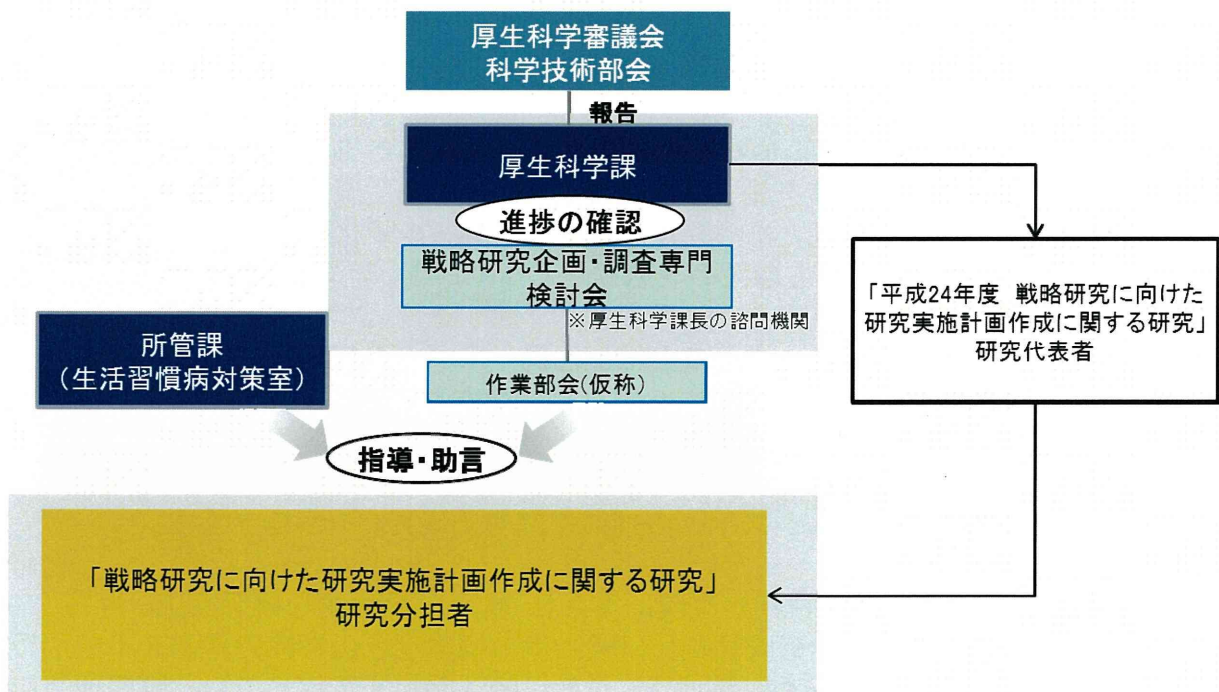 厚生科学審議会
科学技術部会
報告
厚生科学課
進捗の確認
戦略研究企画・調査専門
検討会
※厚生科学課長の諮問機関
所管課
（生活習慣病対策室）
作業部会(仮称)
指導・助言
「平成24年度 戦略研究に向けた
研究実施計画作成に関する研究」
研究代表者
「戦略研究に向けた研究実施計画作成に関する研究」
研究分担者